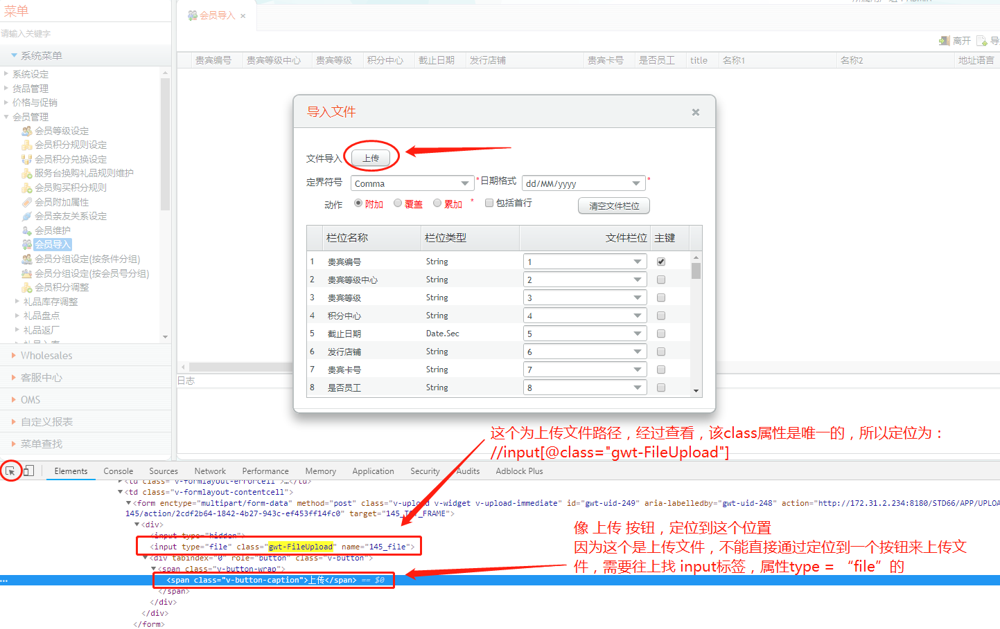 菜单
会员导入 ×
请输入关键字
离开
系统菜单
贵宾编号 贵宾等级中心 贵宾等级 积分中心 截止日期 发行店铺 贵宾卡号 是否员工 title 名称1 名称2 地址语言
系统设定
货品管理
价格与促销
会员管理
会员等级设定
会员积分规则设定
会员积分兑换设定
服务台换购礼品规则维护
会员购买积分规则
会员附加属性
会员亲友关系设定
会员维护
会员导入
会员分组设定(按条件分组)
会员分组设定(按会员号分组)
会员积分调整
礼品库存调整
礼品盘点
礼品返厂
Wholesales
客服中心
OMS
自定义报表
菜单查找
日志
导入文件 ×
文件导入 上传
定界符号 Comma * 日期格式 dd/MM/yyyy *
动作 附加 覆盖 累加 * 包括首行 清空文件栏位
栏位名称 栏位类型 文件栏位 主键
1 贵宾编号 String 1
2 贵宾等级中心 String 2
3 贵宾等级 String 3
4 积分中心 String 4
5 截止日期 Date.Sec 5
6 发行店铺 String 6
7 贵宾卡号 String 7
8 是否员工 String 8
这个为上传文件路径，经过查看，该class属性是唯一的，所以定位为：
//input[@class="gwt-FileUpload"]
Elements Console Sources Network Performance Memory Application Security Audits Adblock Plus
<td class="v-formlayout-errorcell">…</td>
<td class="v-formlayout-contentcell">
<form enctype="multipart/form-data" method="post" class="v-upload v-widget v-upload-immediate" id="gwt-uid-249" aria-labelledby="gwt-uid-248" action="http://172.31.2.234:8180/STD66/APP/UPLOA
145/action/2cdf2b64-1842-4b27-943c-ef453ff14fc0" target="145_TGT_FRAME">
<div>
<input type="hidden">
<input type="file" class="gwt-FileUpload" name="145_file">
<div tabindex="0" role="button" class="v-button">
<span class="v-button-wrap">
<span class="v-button-caption">上传</span> == $0
</span>
</div>
</div>
</form>
像 上传 按钮，定位到这个位置
因为这个是上传文件，不能直接通过定位到一个按钮来上传文
件，需要往上找 input标签，属性type = “file”的